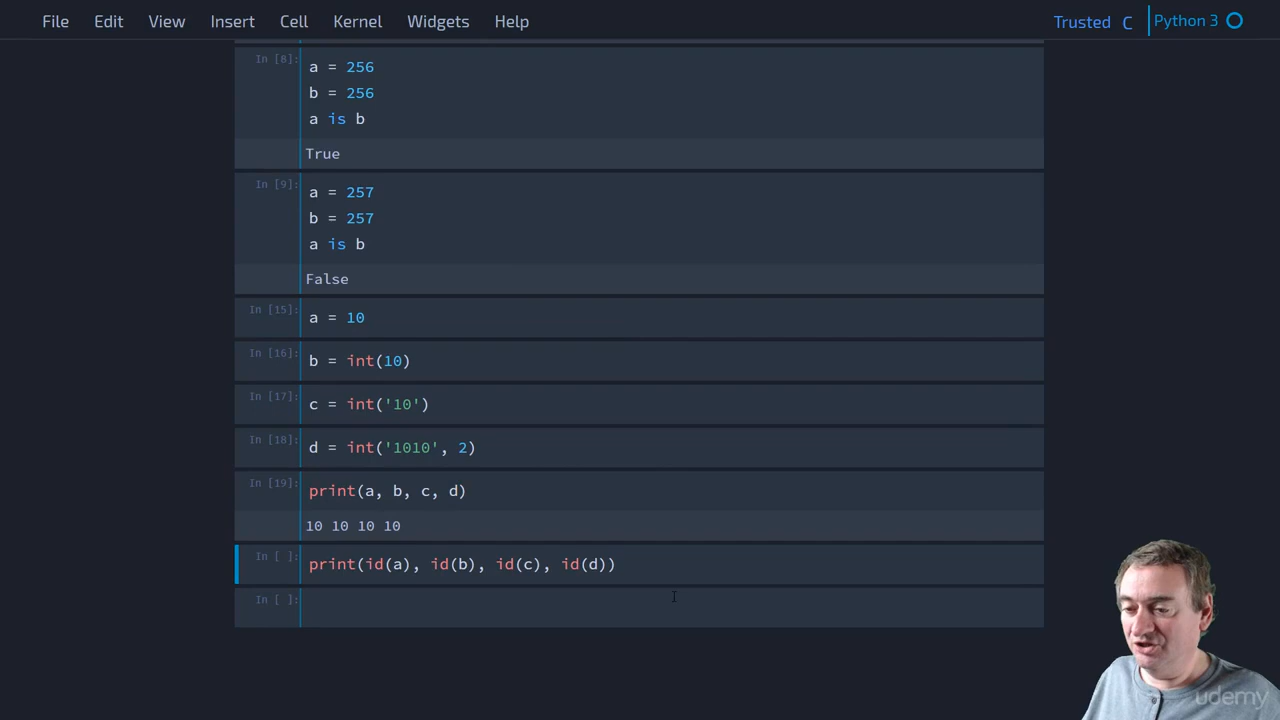 File Edit View Insert Cell Kernel Widgets Help Trusted C Python 3
In [8]: a = 256
b = 256
a is b
True
In [9]: a = 257
b = 257
a is b
False
In [15]: a = 10
In [16]: b = int(10)
In [17]: c = int('10')
In [18]: d = int('1010', 2)
In [19]: print(a, b, c, d)
10 10 10 10
In [ ]: print(id(a), id(b), id(c), id(d))
In [ ]:
udemy